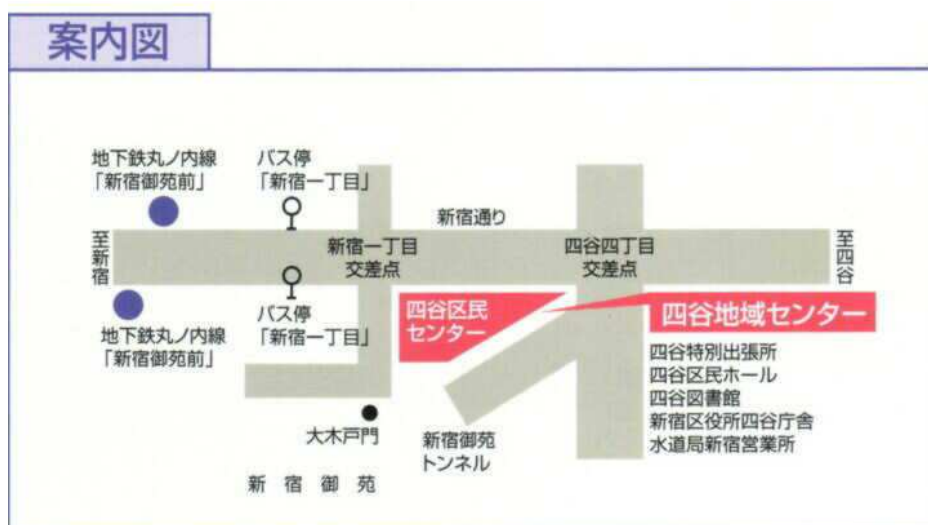 案内図
地下鉄丸ノ内線
「新宿御苑前」
バス停
「新宿一丁目」
新宿通り
至新宿
新宿一丁目
交差点
四谷四丁目
交差点
至四谷
地下鉄丸ノ内線
「新宿御苑前」
バス停
「新宿一丁目」
四谷区民
センター
四谷地域センター
四谷特別出張所
四谷区民ホール
四谷図書館
新宿区役所四谷庁舎
水道局新宿営業所
大木戸門
新宿御苑
トンネル
新宿御苑